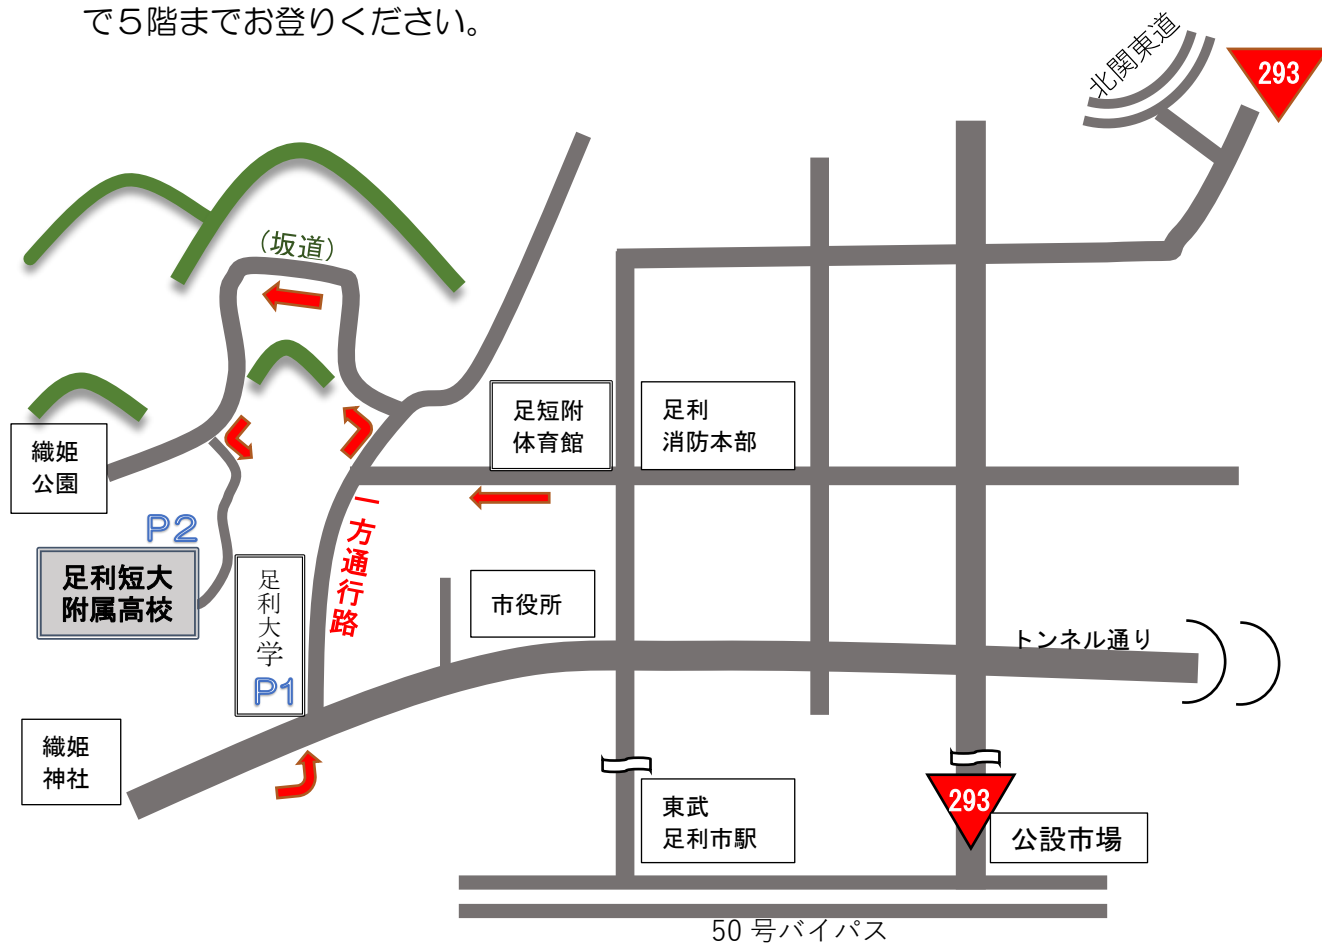 で５階までお登りください。
北関東道
293
(坂道)
足短附
体育館
足利
消防本部
織姫
公園
一方通行路
P2
足利短大
附属高校
足利大学
P1
市役所
トンネル通り
織姫
神社
東武
足利市駅
293
公設市場
50 号バイパス